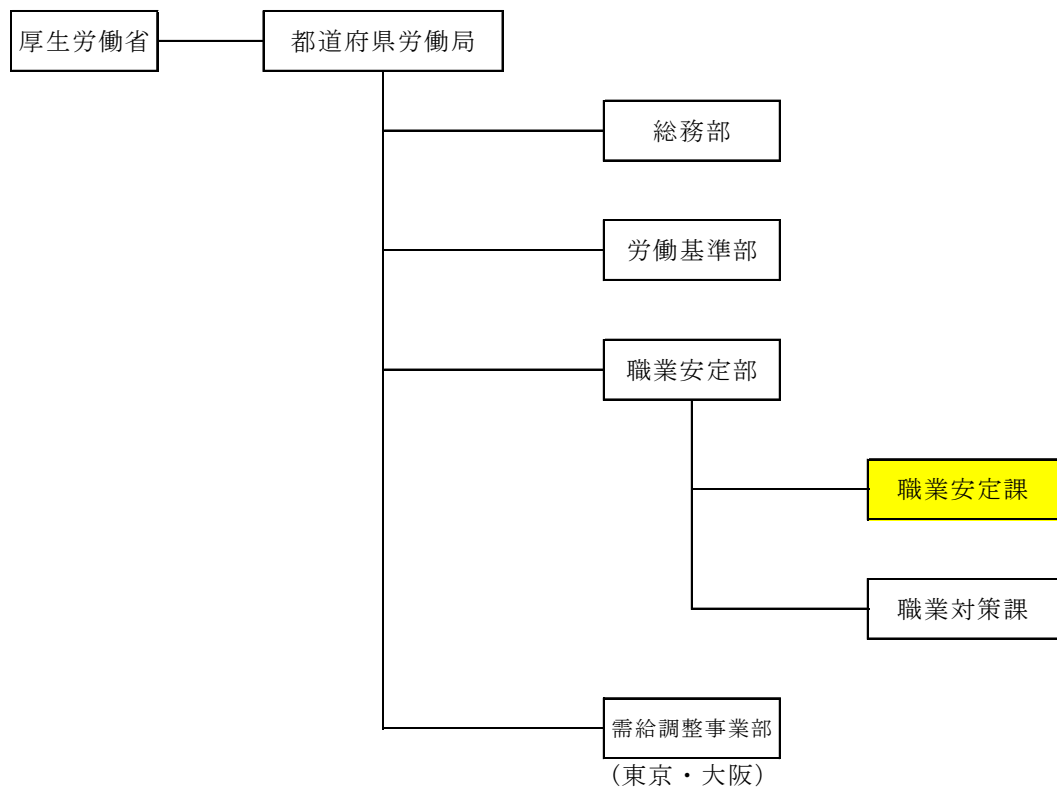 厚生労働省
都道府県労働局
総務部
労働基準部
職業安定部
職業安定課
職業対策課
需給調整事業部
(東京・大阪)